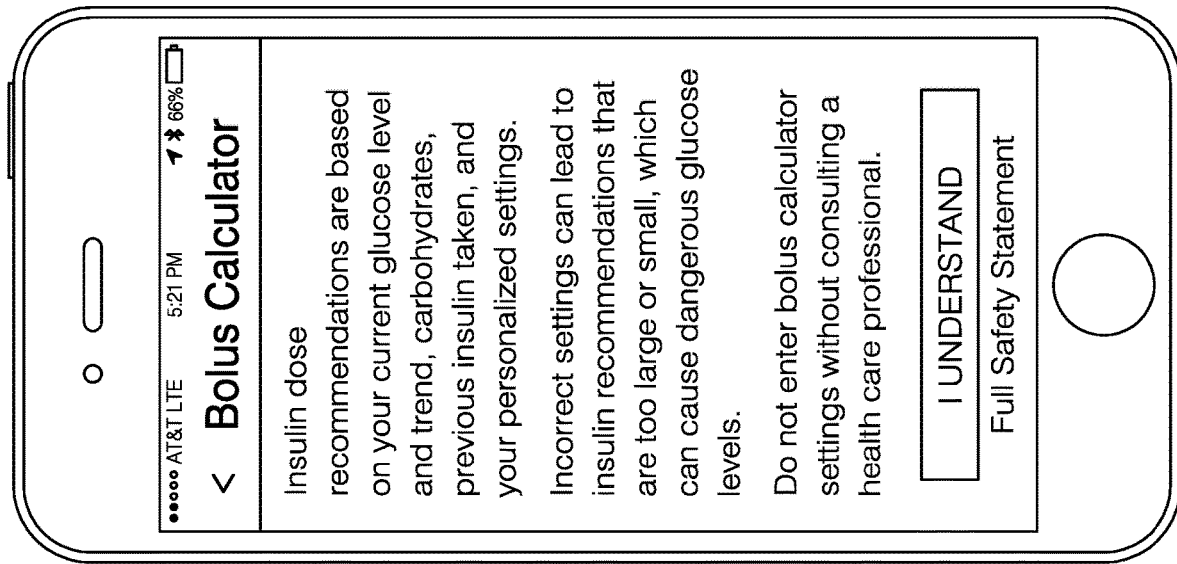 AT&T LTE 5:21 PM 66%
< Bolus Calculator
Insulin dose
recommendations are based
on your current glucose level
and trend, carbohydrates,
previous insulin taken, and
your personalized settings.
Incorrect settings can lead to
insulin recommendations that
are too large or small, which
can cause dangerous glucose
levels.
Do not enter bolus calculator
settings without consulting a
health care professional.
I UNDERSTAND
Full Safety Statement